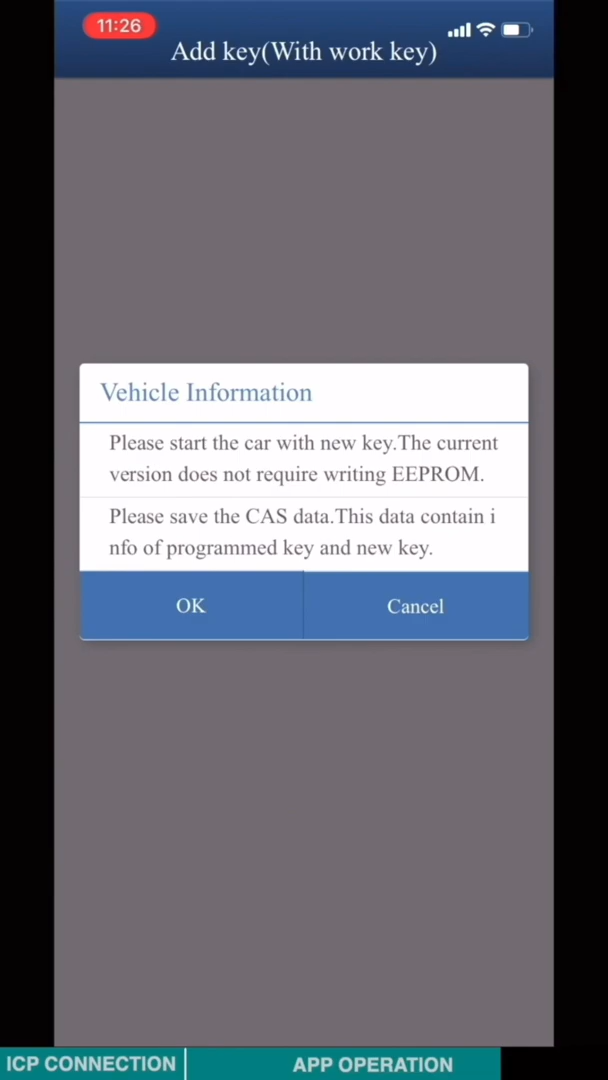 11:26
Add key(With work key)
Vehicle Information
Please start the car with new key.The current
version does not require writing EEPROM.
Please save the CAS data.This data contain i
nfo of programmed key and new key.
OK
Cancel
ICP CONNECTION
APP OPERATION